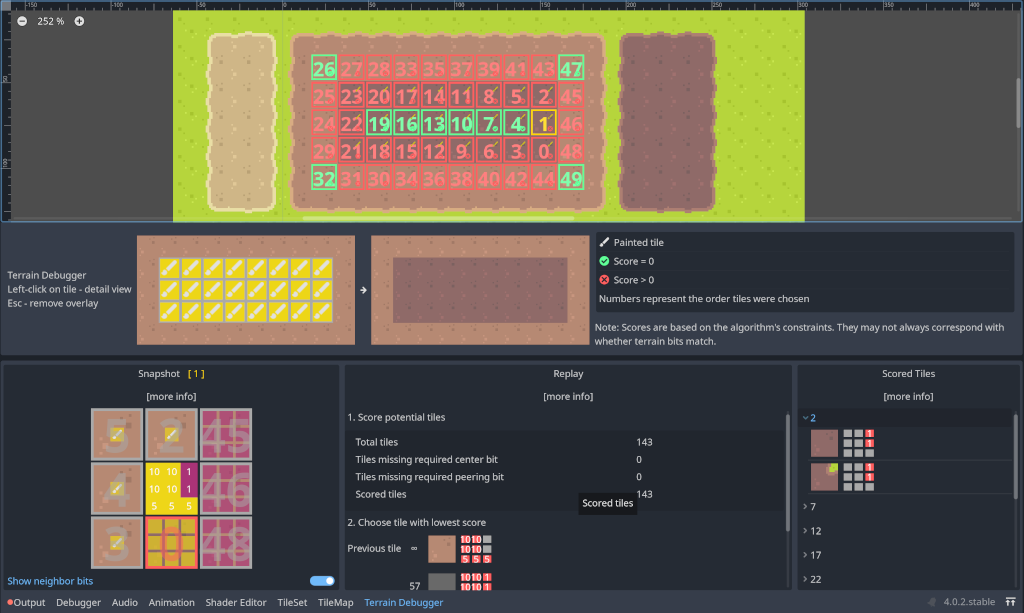 -50 -100 -50 0 50 100 150 200 250 300 350 400
252 %
50
100
26 27 28 33 35 37 39 41 43 47
25 23 20 17 14 11 8 5 2 45
24 22 19 16 13 10 7 4 1 46
29 21 18 15 12 9 6 3 0 48
32 31 30 34 36 38 40 42 44 49
Terrain Debugger
Left-click on tile - detail view
Esc - remove overlay
Painted tile
Score = 0
Score > 0
Numbers represent the order tiles were chosen
Note: Scores are based on the algorithm's constraints. They may not always correspond with
whether terrain bits match.
Snapshot [ 1 ]
[more info]
5 2 45
4 10 10 1 46
10 10 1
5 5 5
3 0 48
Show neighbor bits
Replay
[more info]
1. Score potential tiles
Total tiles 143
Tiles missing required center bit 0
Tiles missing required peering bit 0
Scored tiles 143
Scored tiles
2. Choose tile with lowest score
Previous tile ∞
10 10
10 10
5 5 5
57
10 10 1
10 10 1
Scored Tiles
[more info]
2
1
1
1
1
7
12
17
22
Output Debugger Audio Animation Shader Editor TileSet TileMap Terrain Debugger 4.0.2.stable